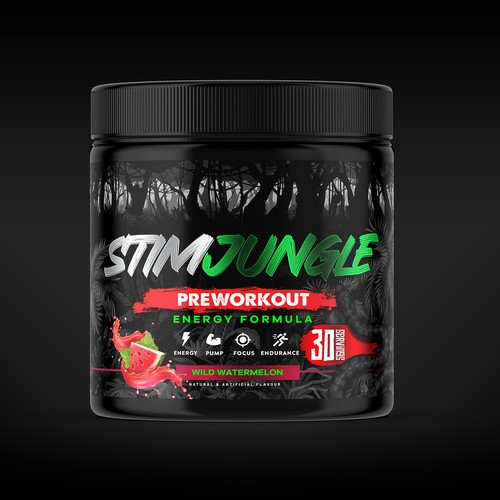 STIMJUNGLE
PREWORKOUT
ENERGY FORMULA
ENERGY PUMP FOCUS ENDURANCE
30 SERVINGS
WILD WATERMELON
NATURAL & ARTIFICIAL FLAVOUR